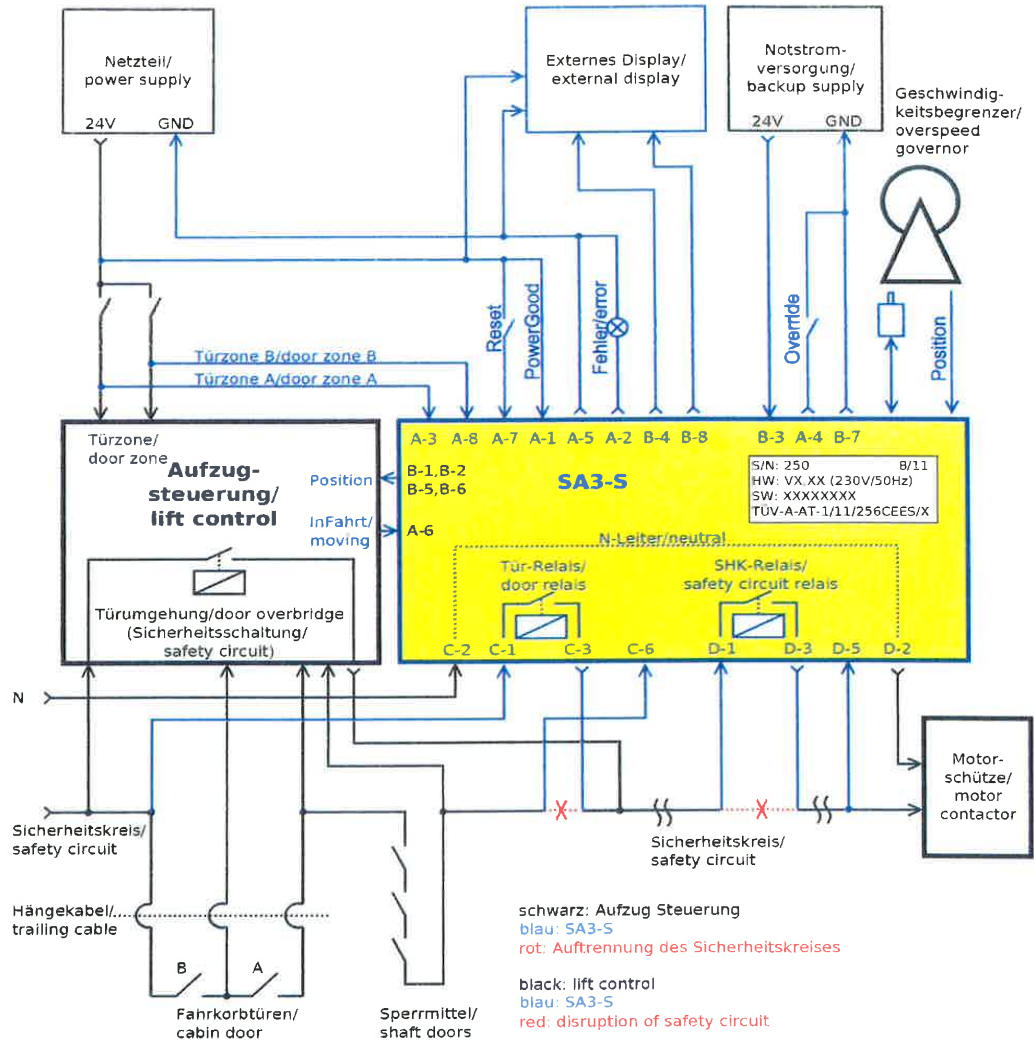 Netzteil/
power supply
24V GND
Externes Display/
external display
Notstrom-
versorgung/
backup supply
24V GND
Geschwindig-
keitsbegrenzer/
overspeed
governor
Reset
PowerGood
Fehler/error
Override
Position
Türzone B/door zone B
Türzone A/door zone A
Türzone/
door zone
Aufzug-
steuerung/
lift control
Position
InFahrt/
moving
Türumgehung/door overbridge
(Sicherheitsschaltung/
safety circuit)
A-3 A-8 A-7 A-1 A-5 A-2 B-4 B-8 B-3 A-4 B-7
B-1,B-2
B-5,B-6
A-6
SA3-S
S/N: 250 8/11
HW: VX.XX (230V/50Hz)
SW: XXXXXXXX
TÜV-A-AT-1/11/256CEES/X
N-Leiter/neutral
Tür-Relais/
door relais
SHK-Relais/
safety circuit relais
C-2 C-1 C-3 C-6 D-1 D-3 D-5 D-2
N
Motor-
schütze/
motor
contactor
Sicherheitskreis/
safety circuit
Sicherheitskreis/
safety circuit
Hängekabel/
trailing cable
B A
Fahrkorbtüren/
cabin door
Sperrmittel/
shaft doors
schwarz: Aufzug Steuerung
blau: SA3-S
rot: Auftrennung des Sicherheitskreises
black: lift control
blau: SA3-S
red: disruption of safety circuit